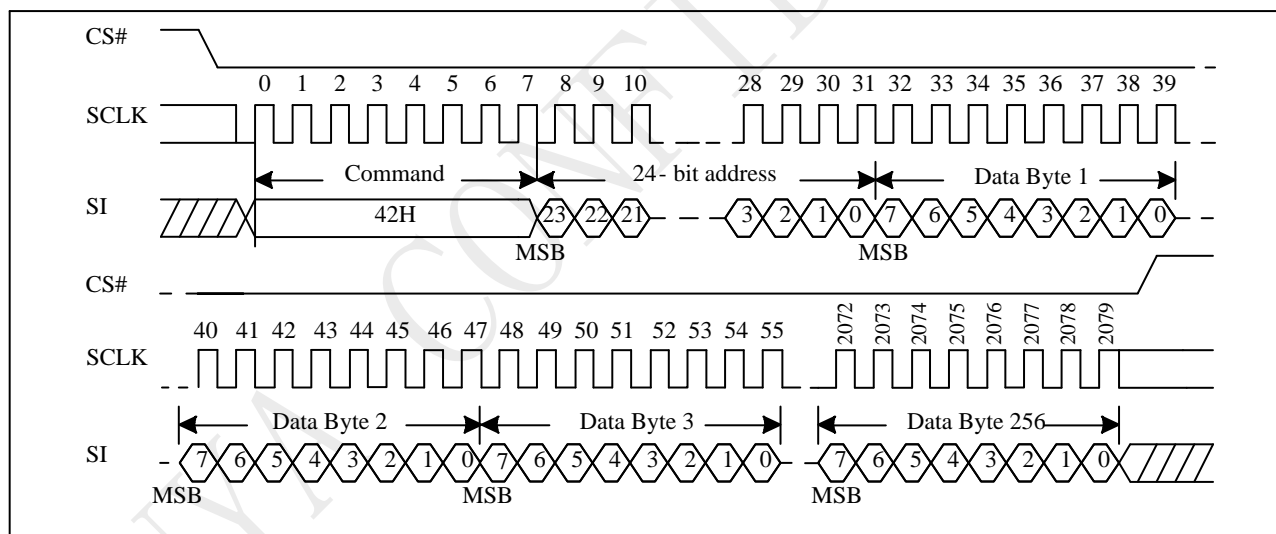 CS#
0 1 2 3 4 5 6 7 8 9 10 28 29 30 31 32 33 34 35 36 37 38 39
SCLK
Command 24- bit address Data Byte 1
SI 42H 23 22 21 3 2 1 0 7 6 5 4 3 2 1 0
MSB MSB
CS#
40 41 42 43 44 45 46 47 48 49 50 51 52 53 54 55 2072 2073 2074 2075 2076 2077 2078 2079
SCLK
Data Byte 2 Data Byte 3 Data Byte 256
SI 7 6 5 4 3 2 1 0 7 6 5 4 3 2 1 0 7 6 5 4 3 2 1 0
MSB MSB MSB